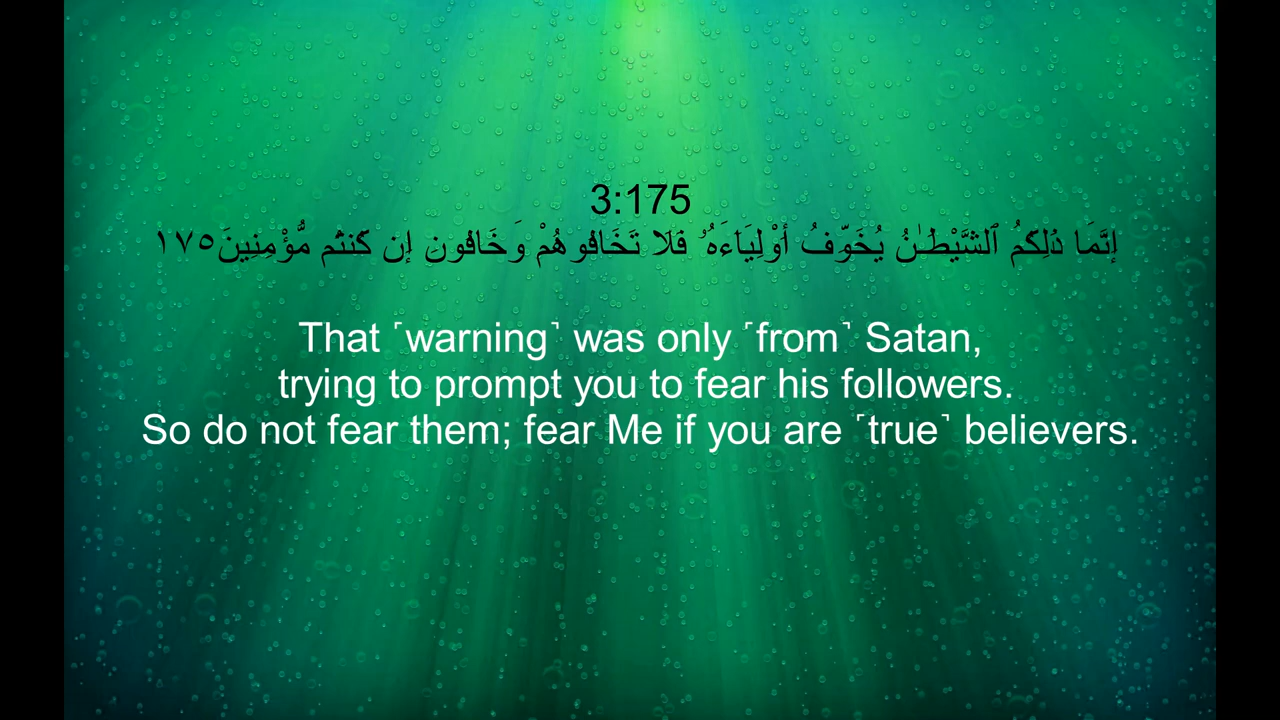 3:175
إِنَّمَا ذَٰلِكُمُ ٱلشَّيْطَـٰنُ يُخَوِّفُ أَوْلِيَآءَهُۥ فَلَا تَخَافُوهُمْ وَخَافُونِ إِن كُنتُم مُّؤْمِنِينَ١٧٥
That ˹warning˺ was only ˹from˺ Satan,
trying to prompt you to fear his followers.
So do not fear them; fear Me if you are ˹true˺ believers.